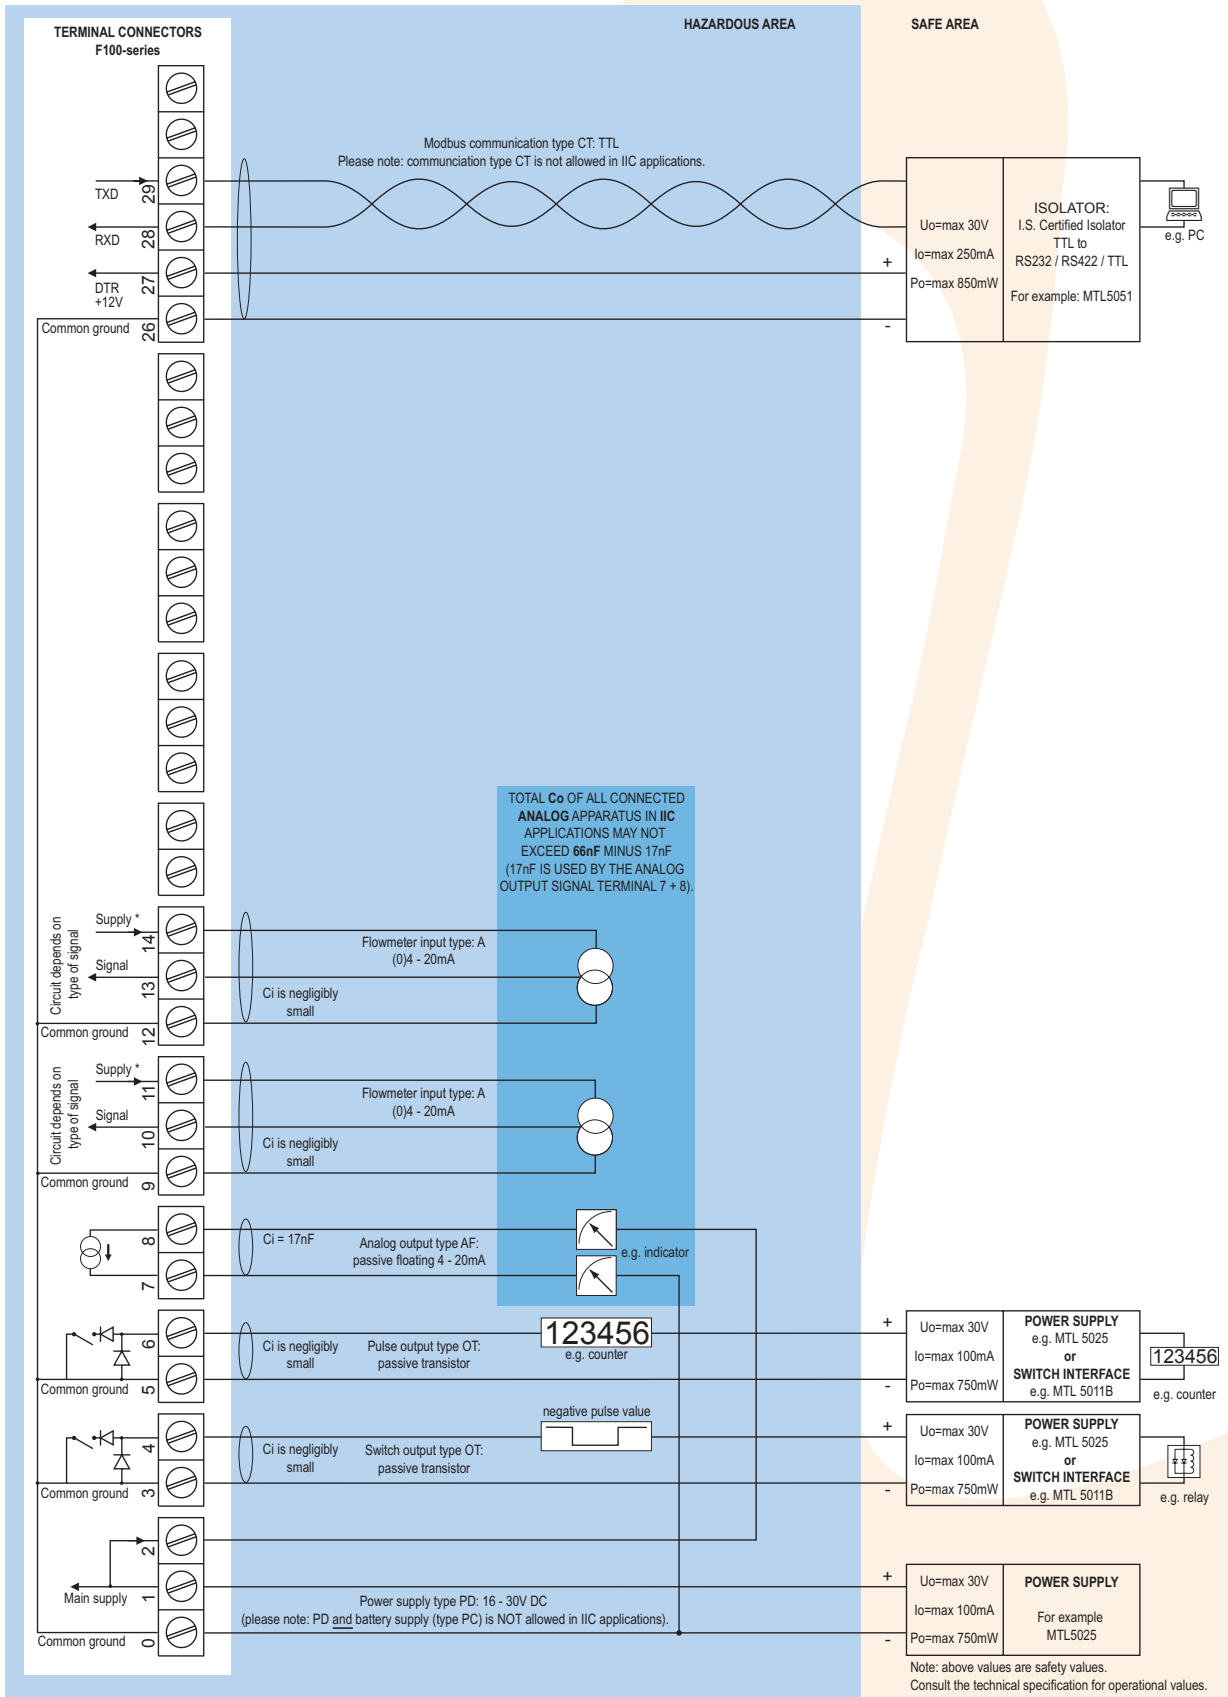 TERMINAL CONNECTORS
F100-series
HAZARDOUS AREA
SAFE AREA
Modbus communication type CT: TTL
Please note: communciation type CT is not allowed in IIC applications.
TXD
29
RXD
28
DTR
+12V
27
Common ground
26
+
-
Uo=max 30V
Io=max 250mA
Po=max 850mW
ISOLATOR:
I.S. Certified Isolator
TTL to
RS232 / RS422 / TTL
For example: MTL5051
e.g. PC
TOTAL Co OF ALL CONNECTED
ANALOG APPARATUS IN IIC
APPLICATIONS MAY NOT
EXCEED 66nF MINUS 17nF
(17nF IS USED BY THE ANALOG
OUTPUT SIGNAL TERMINAL 7 + 8).
Circuit depends on
type of signal
Supply *
14
Signal
13
Common ground
12
Flowmeter input type: A
(0)4 - 20mA
Ci is negligibly
small
Circuit depends on
type of signal
Supply *
11
Signal
10
Common ground
9
Flowmeter input type: A
(0)4 - 20mA
Ci is negligibly
small
8
7
Ci = 17nF
Analog output type AF:
passive floating 4 - 20mA
e.g. indicator
6
Common ground
5
Ci is negligibly
small
Pulse output type OT:
passive transistor
123456
e.g. counter
+
-
Uo=max 30V
Io=max 100mA
Po=max 750mW
POWER SUPPLY
e.g. MTL 5025
or
SWITCH INTERFACE
e.g. MTL 5011B
123456
e.g. counter
4
Common ground
3
Ci is negligibly
small
Switch output type OT:
passive transistor
negative pulse value
+
-
Uo=max 30V
Io=max 100mA
Po=max 750mW
POWER SUPPLY
e.g. MTL 5025
or
SWITCH INTERFACE
e.g. MTL 5011B
e.g. relay
2
Main supply
1
Common ground
0
Power supply type PD: 16 - 30V DC
(please note: PD and battery supply (type PC) is NOT allowed in IIC applications).
+
-
Uo=max 30V
Io=max 100mA
Po=max 750mW
POWER SUPPLY
For example
MTL5025
Note: above values are safety values.
Consult the technical specification for operational values.